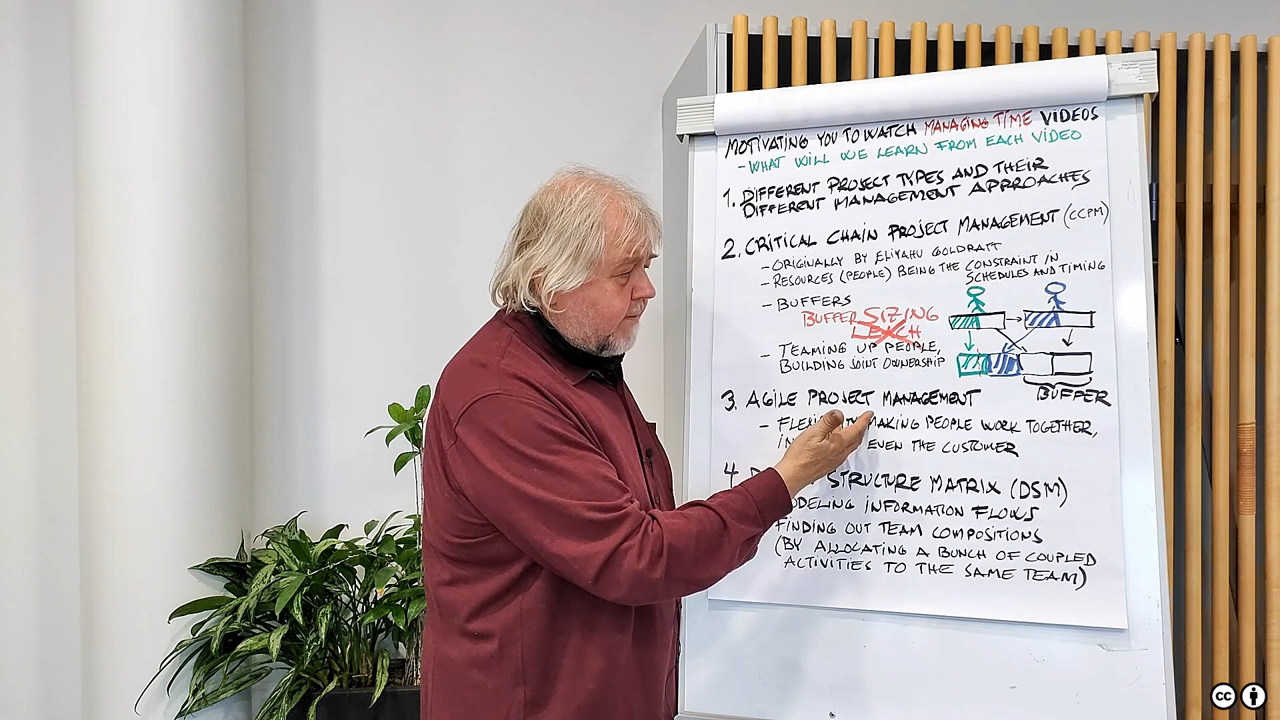 MOTIVATING YOU TO WATCH MANAGING TIME VIDEOS
- WHAT WILL WE LEARN FROM EACH VIDEO
1. DIFFERENT PROJECT TYPES AND THEIR
DIFFERENT MANAGEMENT APPROACHES
2. CRITICAL CHAIN PROJECT MANAGEMENT (CCPM)
- ORIGINALLY BY ELIYAHU GOLDRATT
- RESOURCES (PEOPLE) BEING THE CONSTRAINT IN
SCHEDULES AND TIMING
- BUFFERS
BUFFER SIZING
- TEAMING UP PEOPLE,
BUILDING JOINT OWNERSHIP
BUFFER
3. AGILE PROJECT MANAGEMENT
- MAKING PEOPLE WORK TOGETHER,
EVEN THE CUSTOMER
4. STRUCTURE MATRIX (DSM)
ODELING INFORMATION FLOWS
FINDING OUT TEAM COMPOSITIONS
(BY ALLOCATING A BUNCH OF COUPLED
ACTIVITIES TO THE SAME TEAM)
cc